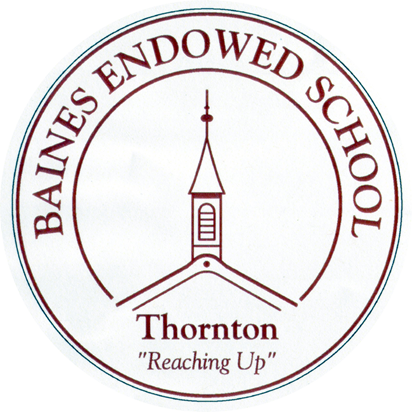 BAINES ENDOWED SCHOOL
Thornton
"Reaching Up"